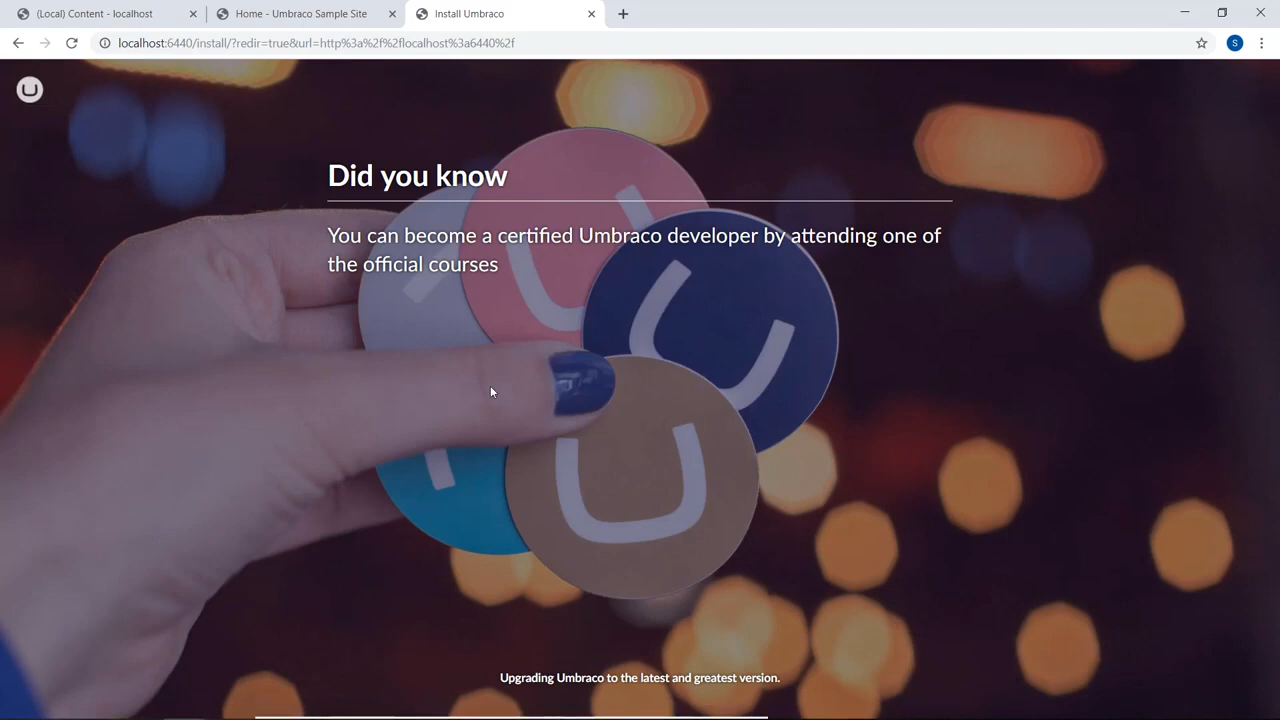 (Local) Content - localhost
Home - Umbraco Sample Site
Install Umbraco
localhost:6440/install/?redir=true&url=http%3a%2f%2flocalhost%3a6440%2f
S
Did you know
You can become a certified Umbraco developer by attending one of
the official courses
Upgrading Umbraco to the latest and greatest version.